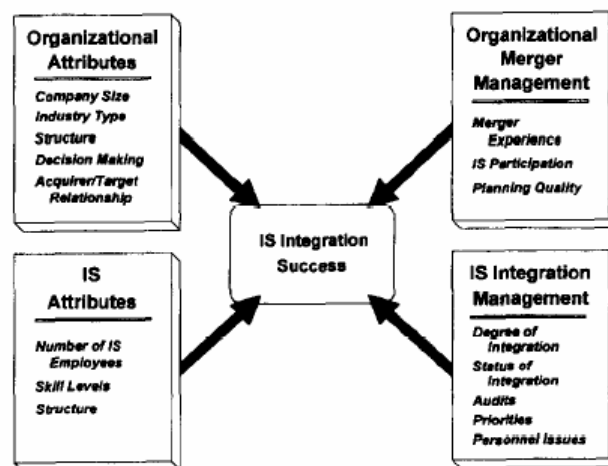 Organizational
Attributes
Company Size
Industry Type
Structure
Decision Making
Acquirer/Target
Relationship
Organizational
Merger
Management
Merger
Experience
IS Participation
Planning Quality
IS Integration
Success
IS
Attributes
Number of IS
Employees
Skill Levels
Structure
IS Integration
Management
Degree of
Integration
Status of
Integration
Audits
Priorities
Personnel Issues